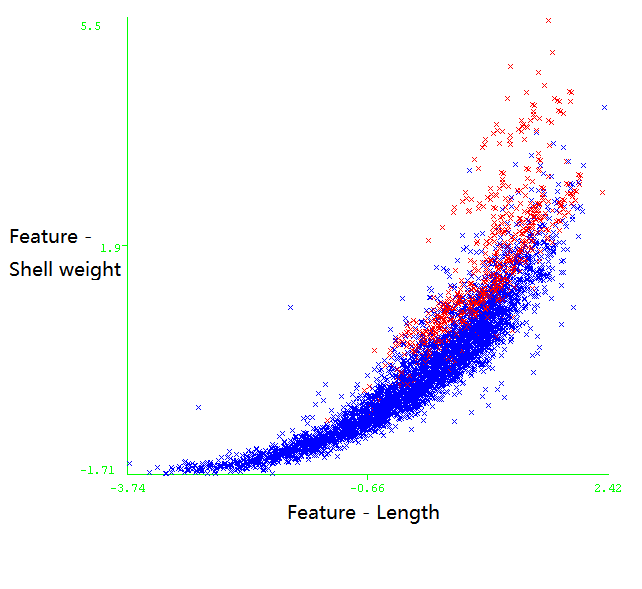 5.5
Feature -
1.9
Shell weight
-1.71
-3.74 -0.66 2.42
Feature - Length